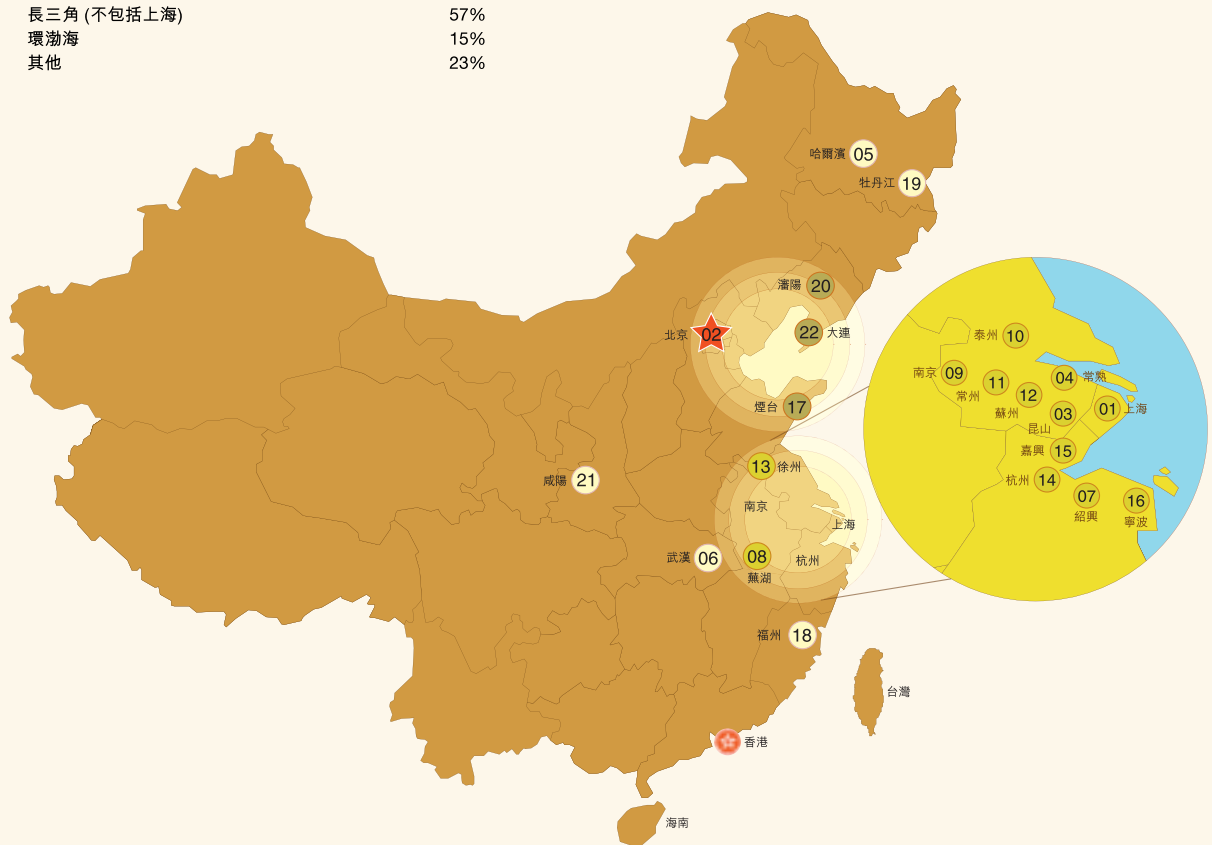 長三角 (不包括上海) 57%
環渤海 15%
其他 23%
哈爾濱 05
牡丹江 19
瀋陽 20
北京 02
22 大連
煙台 17
13 徐州
咸陽 21
南京
上海
武漢 06
08
蕪湖
杭州
福州 18
台灣
香港
海南
泰州 10
南京 09
11
常州
04 常熟
12
蘇州
03
昆山
01 上海
嘉興 15
杭州 14
07
紹興
16
寧波